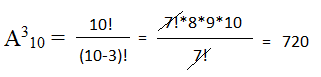 A³₁₀ = 10! / (10-3)! = 7!*8*9*10 / 7! = 720